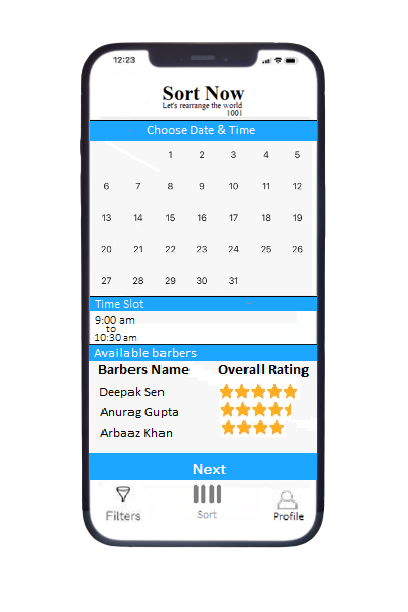 12:23
Sort Now
Let's rearrange the world
1001
Choose Date & Time
1 2 3 4 5
6 7 8 9 10 11 12
13 14 15 16 17 18 19
20 21 22 23 24 25 26
27 28 29 30 31
Time Slot
9:00 am
to
10:30 am
Available barbers
Barbers Name Overall Rating
Deepak Sen
Anurag Gupta
Arbaaz Khan
Next
Filters Sort Profile